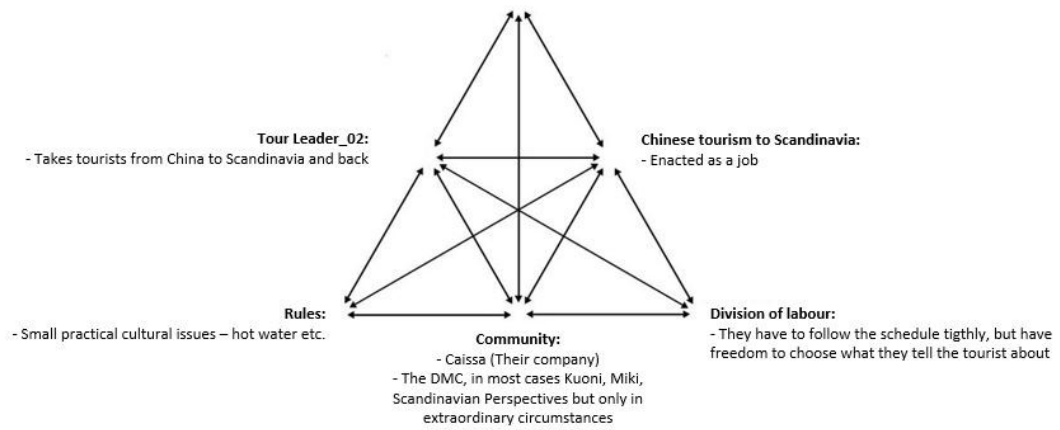 Tour Leader_02:
- Takes tourists from China to Scandinavia and back
Chinese tourism to Scandinavia:
- Enacted as a job
Rules:
- Small practical cultural issues – hot water etc.
Community:
- Caissa (Their company)
- The DMC, in most cases Kuoni, Miki,
Scandinavian Perspectives but only in
extraordinary circumstances
Division of labour:
- They have to follow the schedule tigthly, but have
freedom to choose what they tell the tourist about